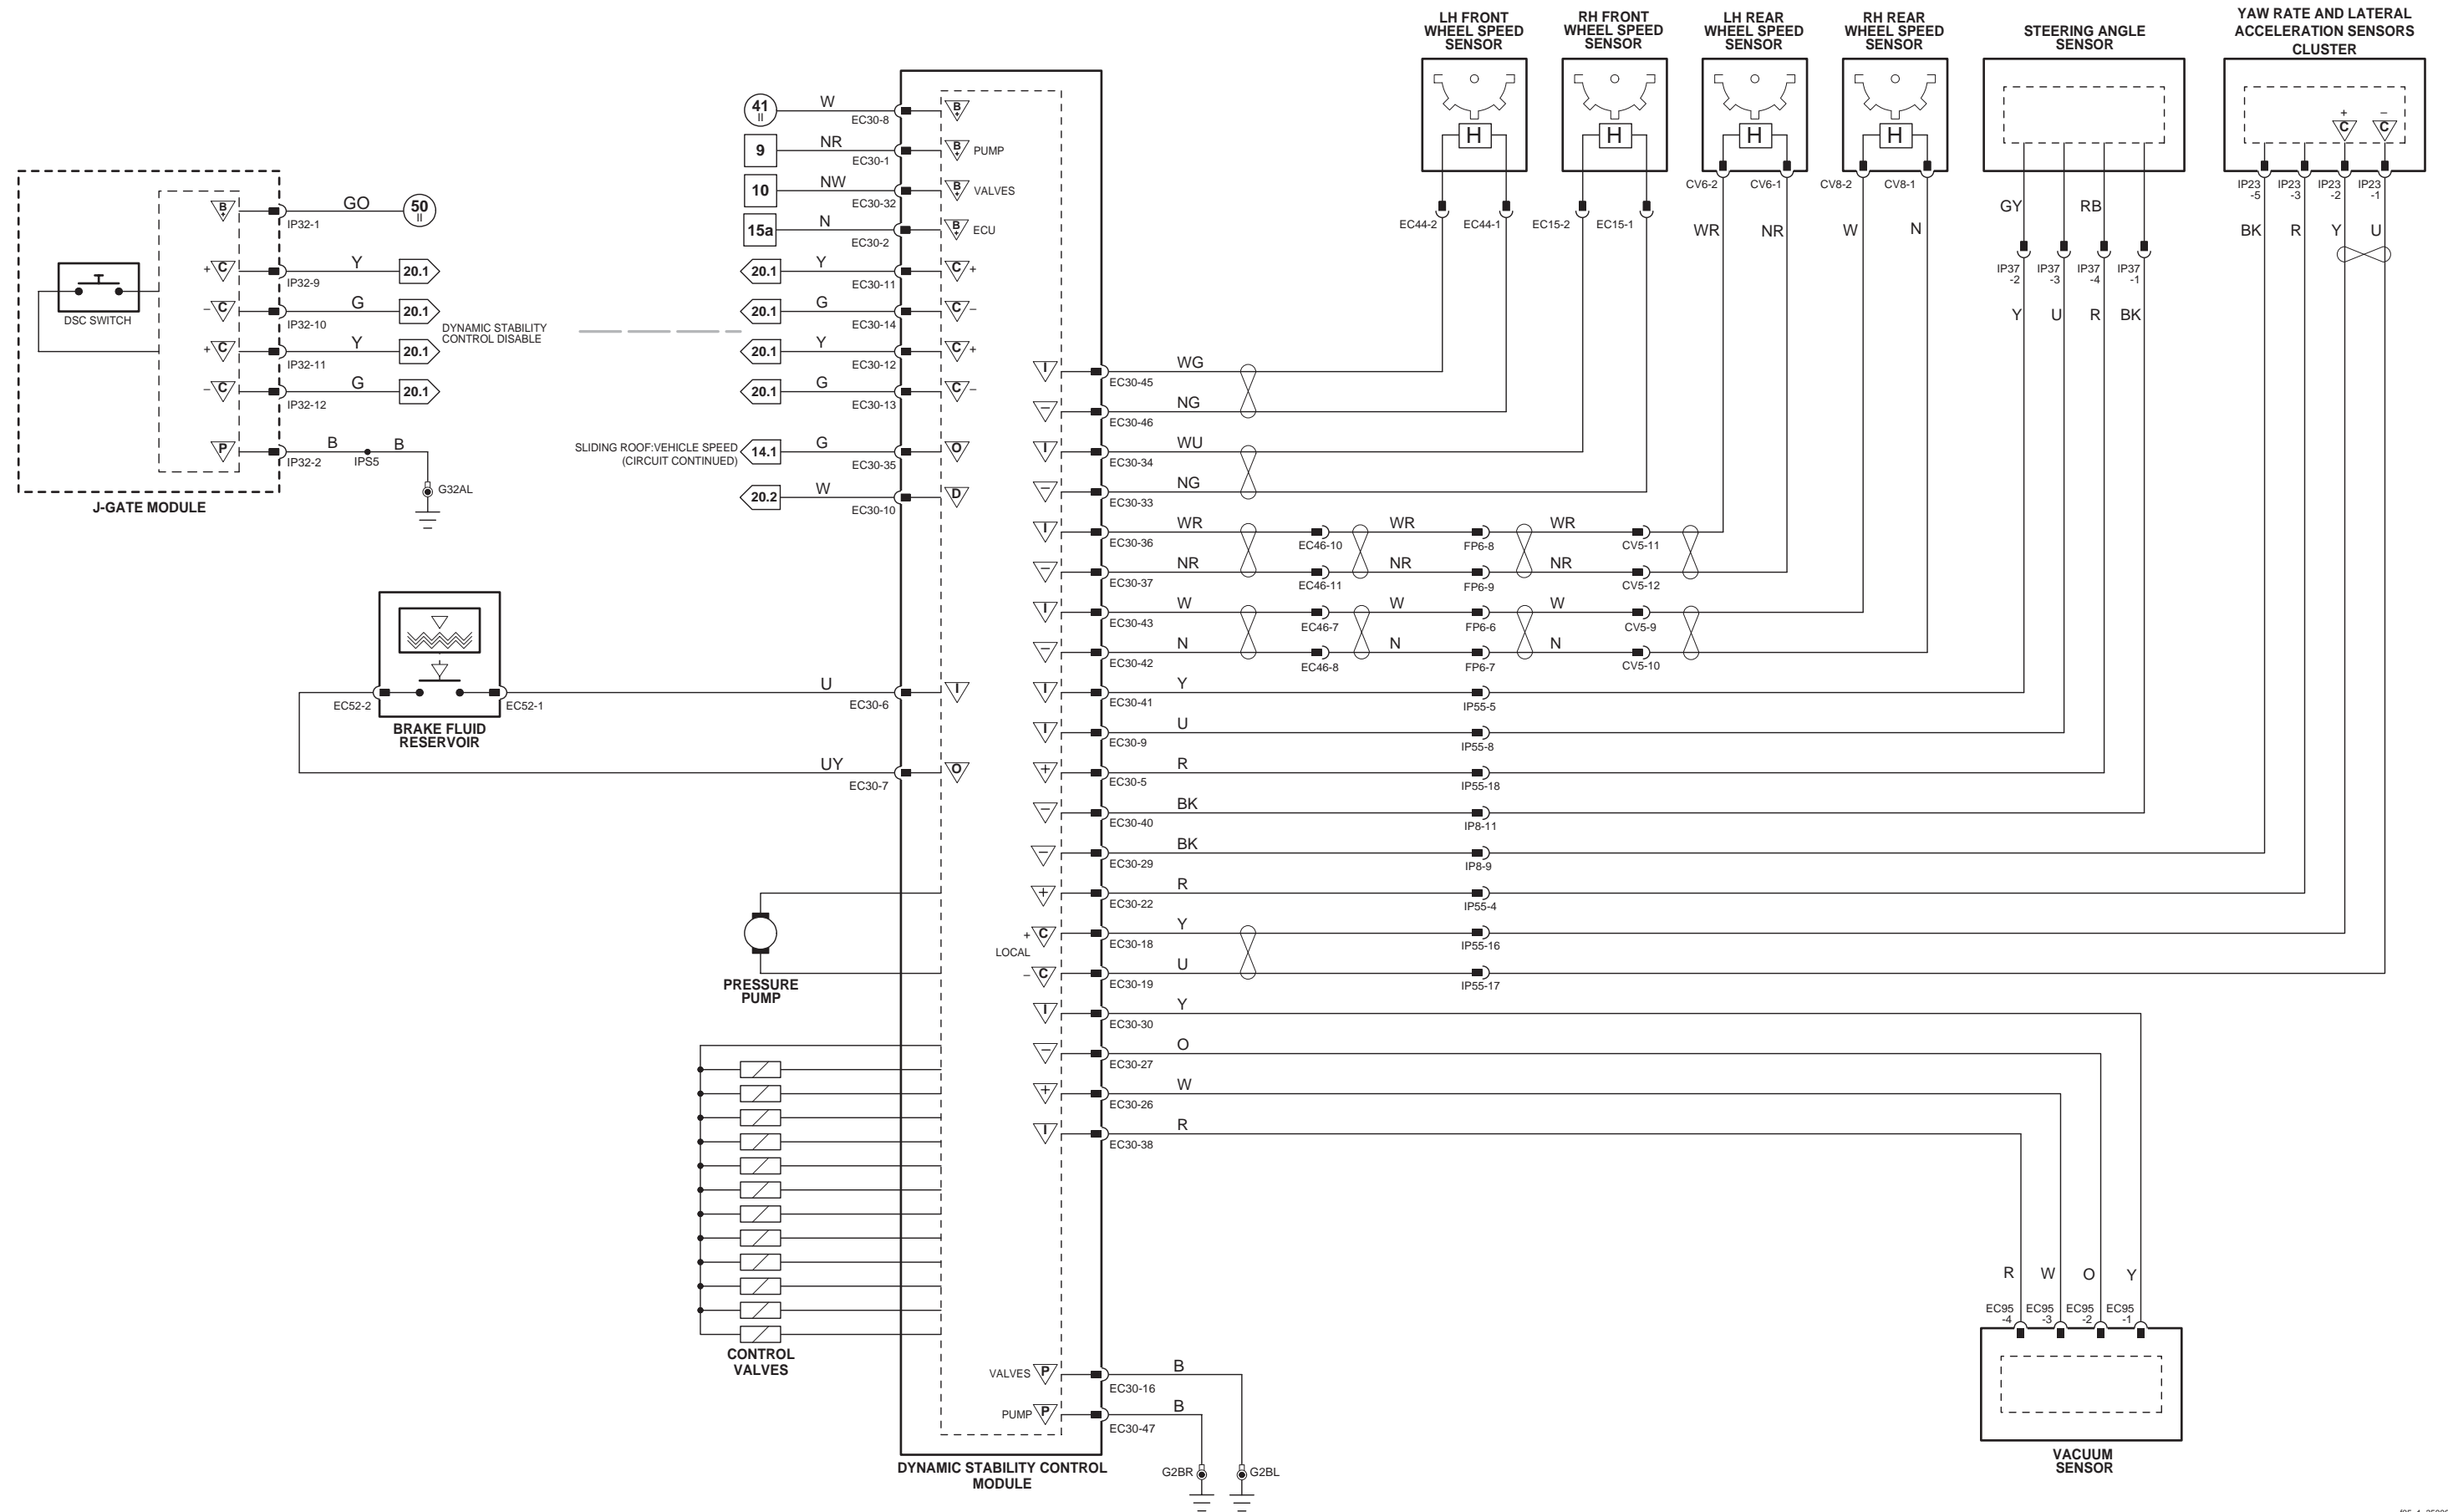 LH FRONT
WHEEL SPEED
SENSOR
RH FRONT
WHEEL SPEED
SENSOR
LH REAR
WHEEL SPEED
SENSOR
RH REAR
WHEEL SPEED
SENSOR
STEERING ANGLE
SENSOR
YAW RATE AND LATERAL
ACCELERATION SENSORS
CLUSTER
H
H
H
H
+
C
–
C
EC44-2
EC44-1
EC15-2
EC15-1
CV6-2
CV6-1
CV8-2
CV8-1
WR
NR
W
N
GY
RB
IP37
-2
IP37
-3
IP37
-4
IP37
-1
Y
U
R
BK
IP23
-5
IP23
-3
IP23
-2
IP23
-1
BK
R
Y
U
B
+
IP32-1
GO
50
II
+
C
IP32-9
Y
20.1
–
C
IP32-10
G
20.1
+
C
IP32-11
Y
20.1
–
C
IP32-12
G
20.1
P
IP32-2
B
IPS5
B
G32AL
DSC SWITCH
DYNAMIC STABILITY
CONTROL DISABLE
J-GATE MODULE
41
II
W
EC30-8
B
+
9
NR
EC30-1
B
+
PUMP
10
NW
EC30-32
B
+
VALVES
15a
N
EC30-2
B
+
ECU
20.1
Y
EC30-11
C
+
20.1
G
EC30-14
C
–
20.1
Y
EC30-12
C
+
20.1
G
EC30-13
C
–
SLIDING ROOF:VEHICLE SPEED
(CIRCUIT CONTINUED)
14.1
G
EC30-35
O
20.2
W
EC30-10
D
EC52-2
EC52-1
BRAKE FLUID
RESERVOIR
U
EC30-6
I
UY
EC30-7
O
PRESSURE
PUMP
CONTROL
VALVES
I
EC30-45
WG
–
EC30-46
NG
I
EC30-34
WU
–
EC30-33
NG
I
EC30-36
WR
EC46-10
WR
FP6-8
WR
CV5-11
–
EC30-37
NR
EC46-11
NR
FP6-9
NR
CV5-12
I
EC30-43
W
EC46-7
W
FP6-6
W
CV5-9
–
EC30-42
N
EC46-8
N
FP6-7
N
CV5-10
I
EC30-41
Y
IP55-5
I
EC30-9
U
IP55-8
+
EC30-5
R
IP55-18
–
EC30-40
BK
IP8-11
–
EC30-29
BK
IP8-9
+
EC30-22
R
IP55-4
+
C
EC30-18
Y
IP55-16
LOCAL
–
C
EC30-19
U
IP55-17
I
EC30-30
Y
–
EC30-27
O
+
EC30-26
W
I
EC30-38
R
VALVES
P
EC30-16
B
PUMP
P
EC30-47
B
G2BR
G2BL
DYNAMIC STABILITY CONTROL
MODULE
R
W
O
Y
EC95
-4
EC95
-3
EC95
-2
EC95
-1
VACUUM
SENSOR